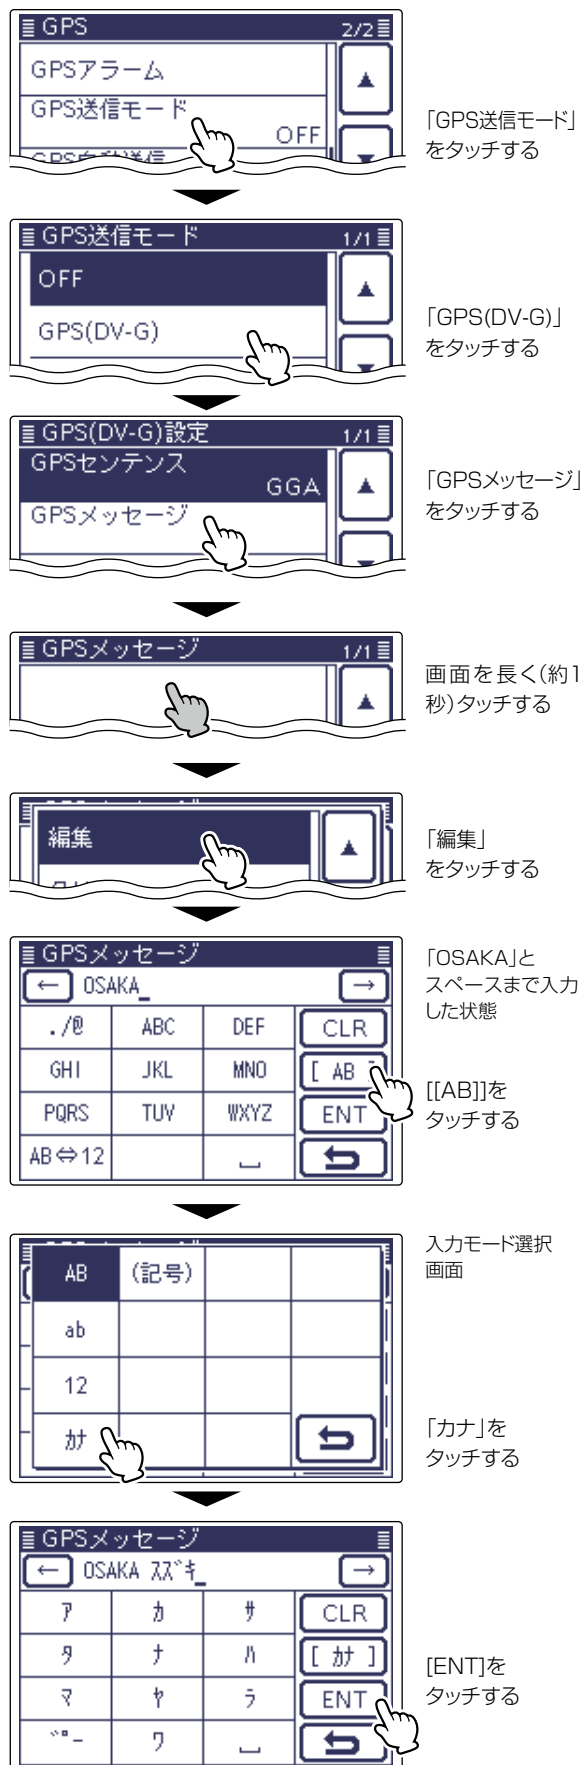 GPS 2/2
GPSアラーム
GPS送信モード
OFF
「GPS送信モード」
をタッチする
GPS送信モード 1/1
OFF
GPS(DV-G)
「GPS(DV-G)」
をタッチする
GPS(DV-G)設定 1/1
GPSセンテンス
GGA
GPSメッセージ
「GPSメッセージ」
をタッチする
GPSメッセージ 1/1
画面を長く(約1
秒)タッチする
編集
「編集」
をタッチする
GPSメッセージ
← OSAKA_ →
./@ ABC DEF CLR
GHI JKL MNO [ AB ]
PQRS TUV WXYZ ENT
AB⇔12 ⎵
「OSAKA」と
スペースまで入力
した状態
[[AB]]を
タッチする
AB (記号)
ab
12
カナ
入力モード選択
画面
「カナ」を
タッチする
GPSメッセージ
← OSAKA スズキ_ →
ア カ サ CLR
タ ナ ハ [ カナ ]
マ ヤ ラ ENT
゛゜ー ワ ⎵
[ENT]を
タッチする